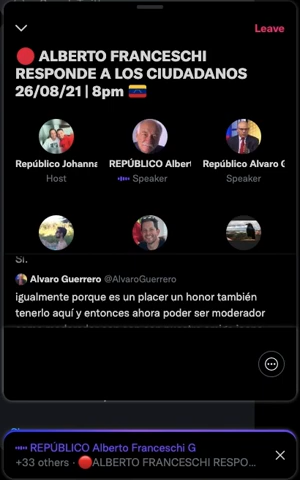 Leave
🔴 ALBERTO FRANCESCHI
RESPONDE A LOS CIUDADANOS
26/08/21 | 8pm 🇻🇪
Repúblico Johanna
REPÚBLICO Albert
Repúblico Alvaro G
Host
Speaker
Speaker
Sí.
Alvaro Guerrero @AlvaroGuerrero
igualmente porque es un placer un honor también
tenerlo aquí y entonces ahora poder ser moderador
REPÚBLICO Alberto Franceschi G
+33 others · 🔴ALBERTO FRANCESCHI RESPO...